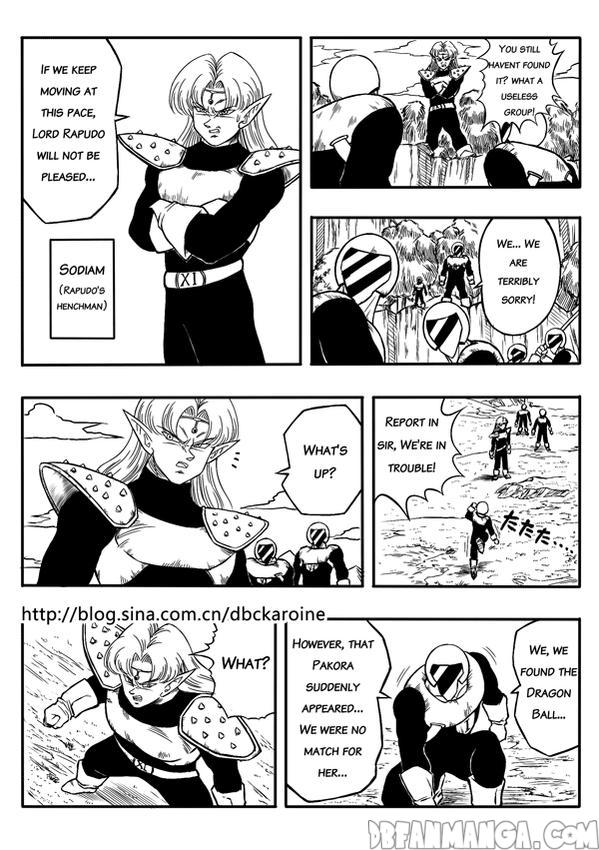 YOU STILL
HAVENT FOUND
IT? WHAT A
USELESS
GROUP!
WE... WE
ARE
TERRIBLY
SORRY!
IF WE KEEP
MOVING AT
THIS PACE,
LORD RAPUDO
WILL NOT BE
PLEASED...
SODIAM
(RAPUDO'S
HENCHMAN)
XI
REPORT IN
SIR, WE'RE IN
TROUBLE!
たたた...
WHAT'S
UP?
http://blog.sina.com.cn/dbckaroine
WE, WE
FOUND THE
DRAGON
BALL...
HOWEVER, THAT
PAKORA
SUDDENLY
APPEARED...
WE WERE NO
MATCH FOR
HER...
WHAT?
DBFANMANGA.COM